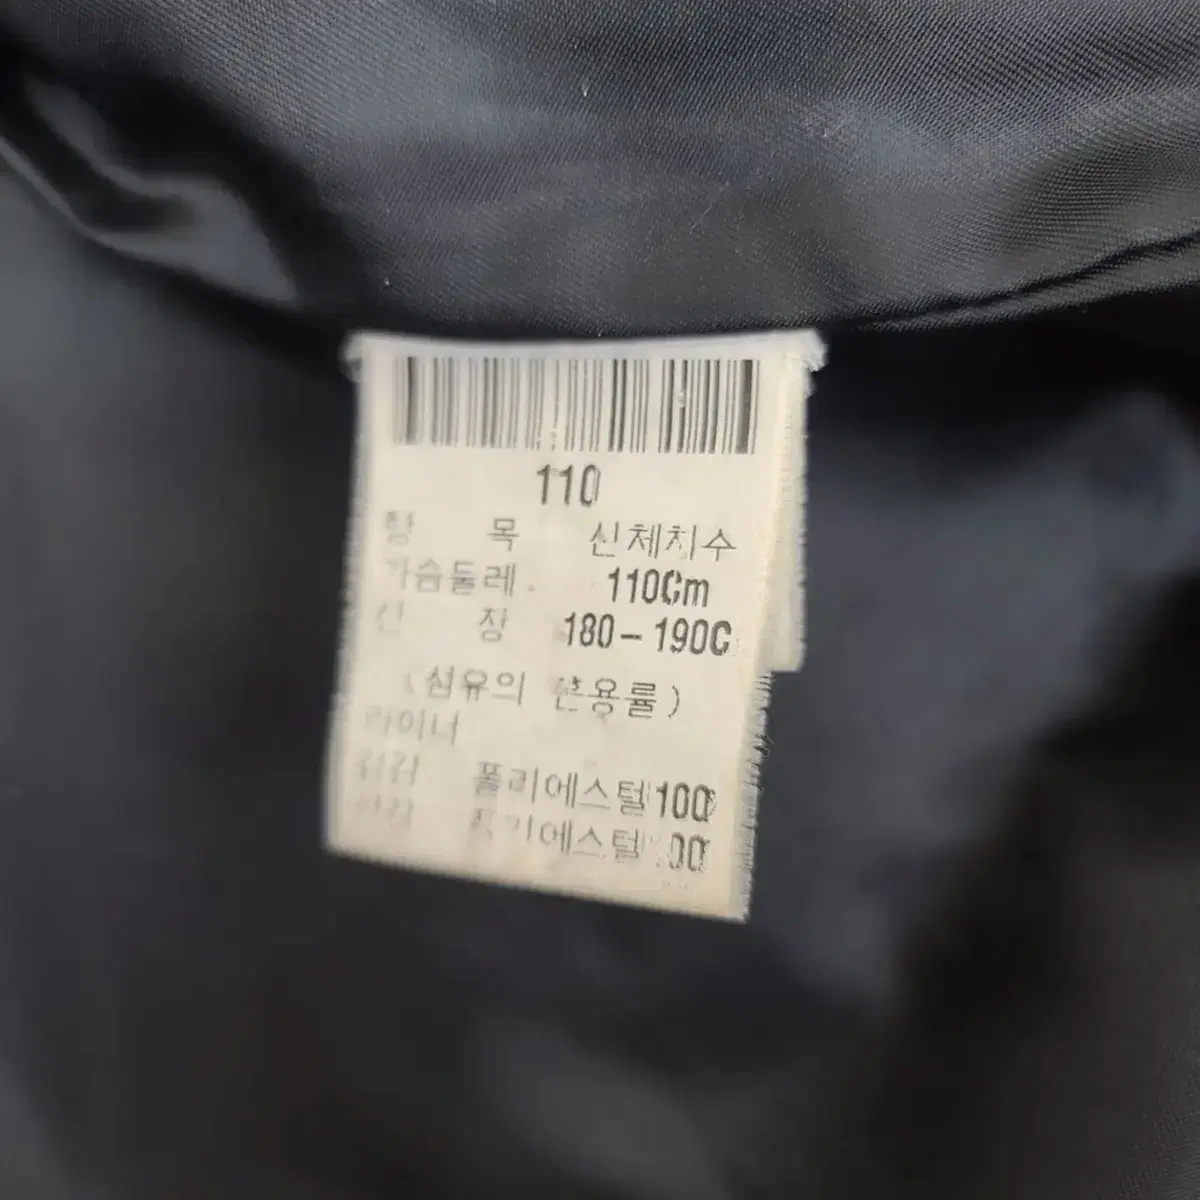 110
항 목 신체치수
가슴둘레 110Cm
신 장 180-190C
(섬유의 혼용률)
라이너
겉감 폴리에스텔100
폴리에스텔100